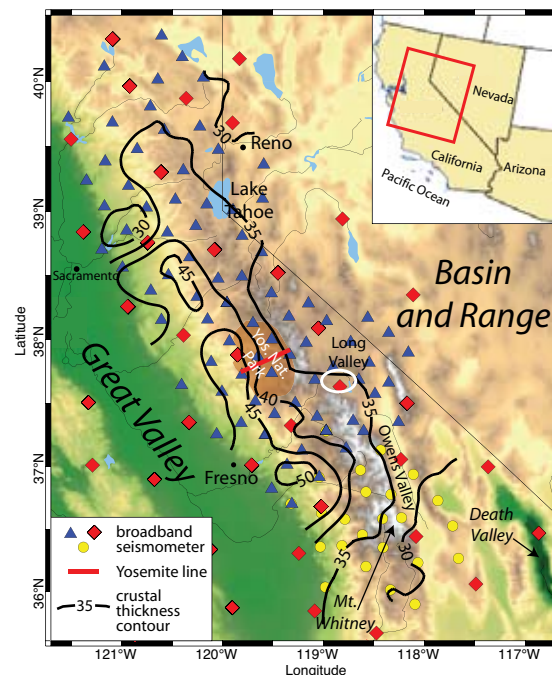 40°N
39°N
38°N
37°N
36°N
Latitude
121°W
120°W
119°W
118°W
117°W
Longitude
Nevada
California
Arizona
Pacific Ocean
30
Reno
Lake
Tahoe
35
30
Sacramento
45
Basin
and Range
Great Valley
Yos. Nat.
Park
Long
Valley
40
45
35
Owens Valley
50
Fresno
Death
Valley
35
30
Mt.
Whitney
broadband
seismometer
Yosemite line
35
crustal
thickness
contour